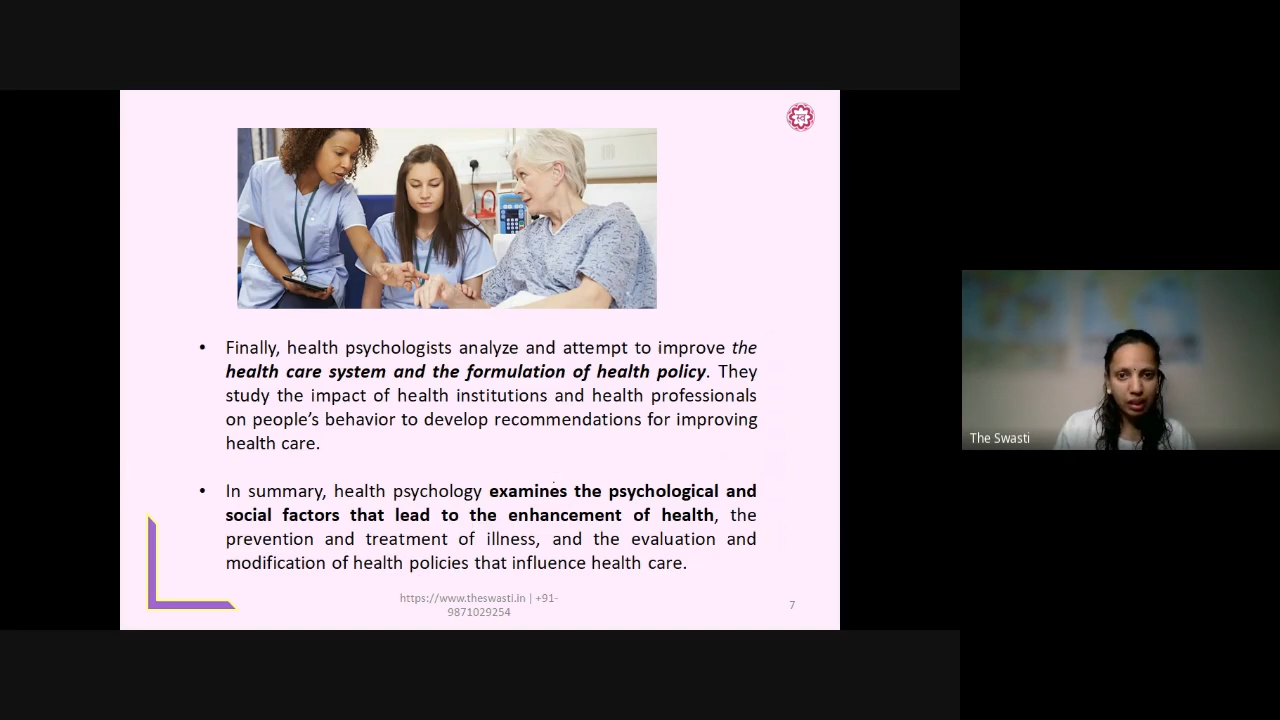 • Finally, health psychologists analyze and attempt to improve the
health care system and the formulation of health policy. They
study the impact of health institutions and health professionals
on people’s behavior to develop recommendations for improving
health care.
• In summary, health psychology examines the psychological and
social factors that lead to the enhancement of health, the
prevention and treatment of illness, and the evaluation and
modification of health policies that influence health care.
https://www.theswasti.in | +91-
9871029254
7
The Swasti